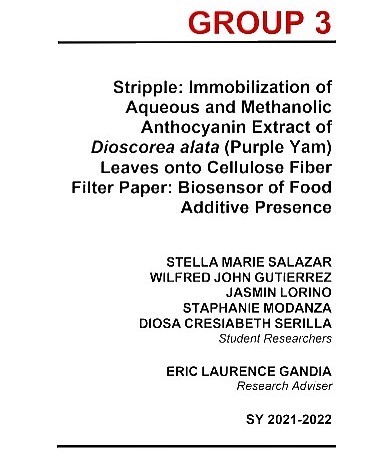 GROUP 3
Stripple: Immobilization of
Aqueous and Methanolic
Anthocyanin Extract of
Dioscorea alata (Purple Yam)
Leaves onto Cellulose Fiber
Filter Paper: Biosensor of Food
Additive Presence
STELLA MARIE SALAZAR
WILFRED JOHN GUTIERREZ
JASMIN LORINO
STAPHANIE MODANZA
DIOSA CRESIABETH SERILLA
Student Researchers
ERIC LAURENCE GANDIA
Research Adviser
SY 2021-2022